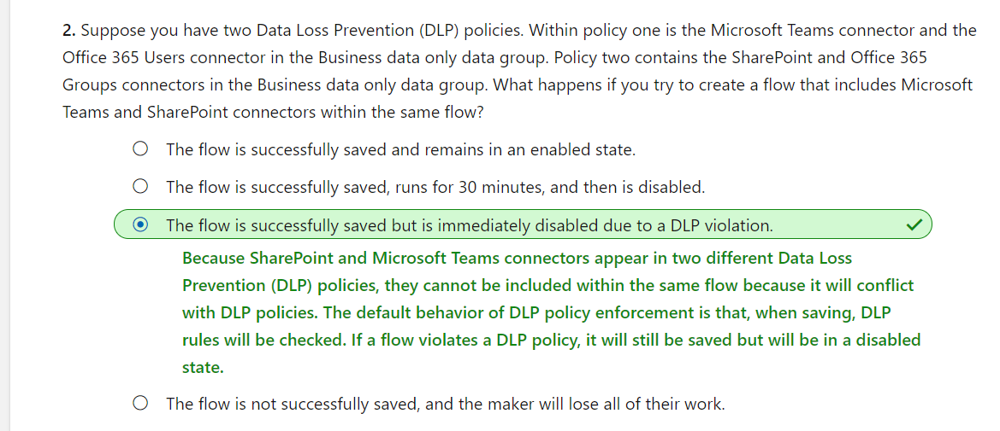 2. Suppose you have two Data Loss Prevention (DLP) policies. Within policy one is the Microsoft Teams connector and the
Office 365 Users connector in the Business data only data group. Policy two contains the SharePoint and Office 365
Groups connectors in the Business data only data group. What happens if you try to create a flow that includes Microsoft
Teams and SharePoint connectors within the same flow?
The flow is successfully saved and remains in an enabled state.
The flow is successfully saved, runs for 30 minutes, and then is disabled.
The flow is successfully saved but is immediately disabled due to a DLP violation.
Because SharePoint and Microsoft Teams connectors appear in two different Data Loss
Prevention (DLP) policies, they cannot be included within the same flow because it will conflict
with DLP policies. The default behavior of DLP policy enforcement is that, when saving, DLP
rules will be checked. If a flow violates a DLP policy, it will still be saved but will be in a disabled
state.
The flow is not successfully saved, and the maker will lose all of their work.